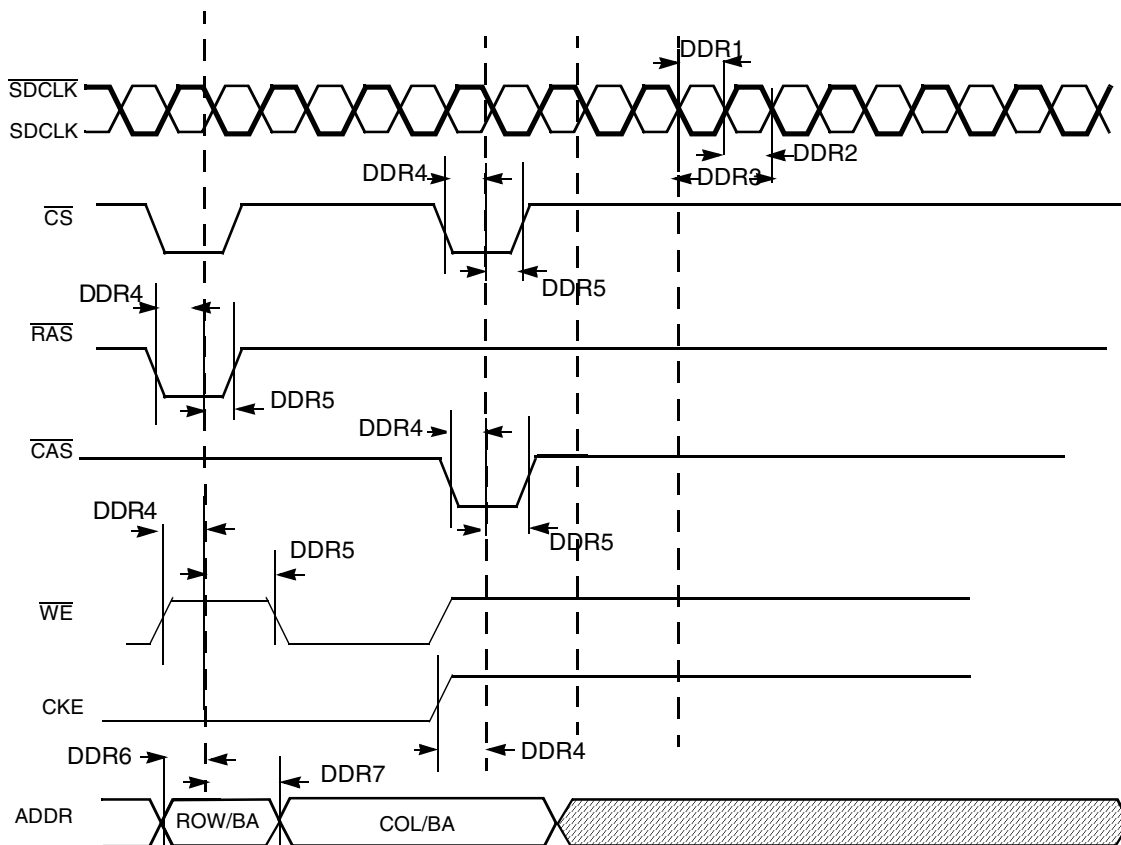 DDR1
SDCLK
SDCLK
DDR2
DDR4
DDR3
CS
DDR5
DDR4
RAS
DDR5
DDR4
CAS
DDR4
DDR5
DDR5
WE
CKE
DDR4
DDR6
DDR7
ADDR
ROW/BA
COL/BA